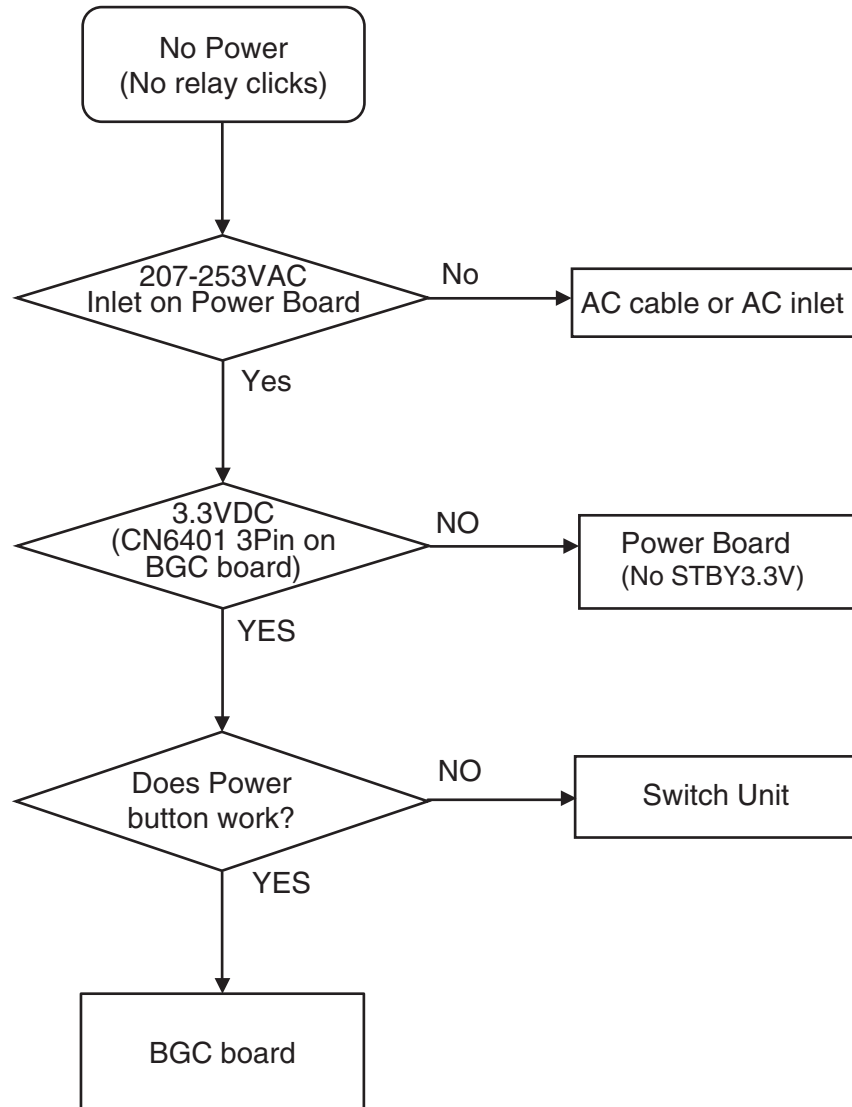 No Power
(No relay clicks)
207-253VAC
Inlet on Power Board
No
AC cable or AC inlet
Yes
3.3VDC
(CN6401 3Pin on
BGC board)
NO
Power Board
(No STBY3.3V)
YES
Does Power
button work?
NO
Switch Unit
YES
BGC board